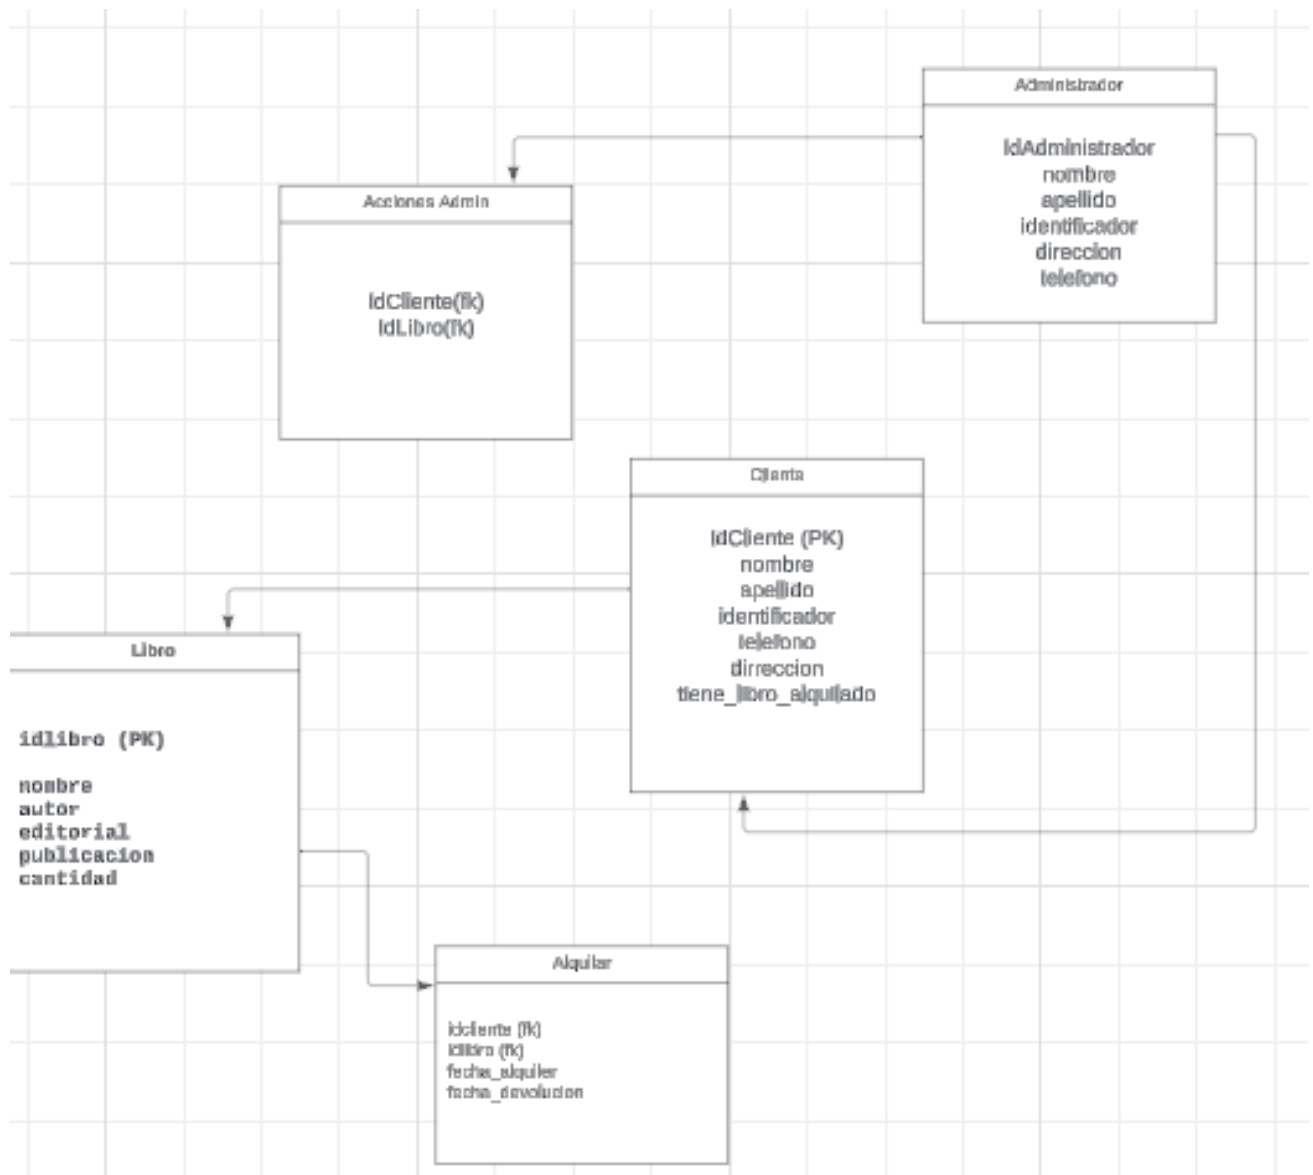 Administrador
IdAdministrador
nombre
apellido
identificador
direccion
telefono
Acciones Admin
IdCliente(fk)
IdLibro(fk)
Cliente
IdCliente (PK)
nombre
apellido
identificador
telefono
dirreccion
tiene_libro_alquilado
Libro
idlibro (PK)
nombre
autor
editorial
publicacion
cantidad
Alquilar
idcliente (fk)
idlibro (fk)
fecha_alquiler
fecha_devolucion